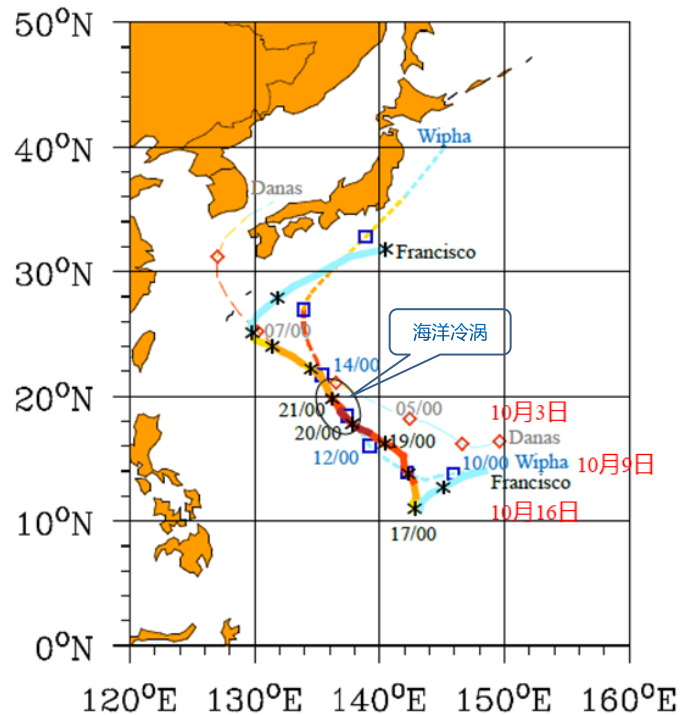 50°N
Wipha
40°N
Danas
Francisco
30°N
07/00
海洋冷涡
14/00
20°N
21/00
05/00
10月3日
20/00
19/00
Danas
12/00
10/00
Wipha
10月9日
Francisco
10月16日
10°N
17/00
0°N
120°E
130°E
140°E
150°E
160°E